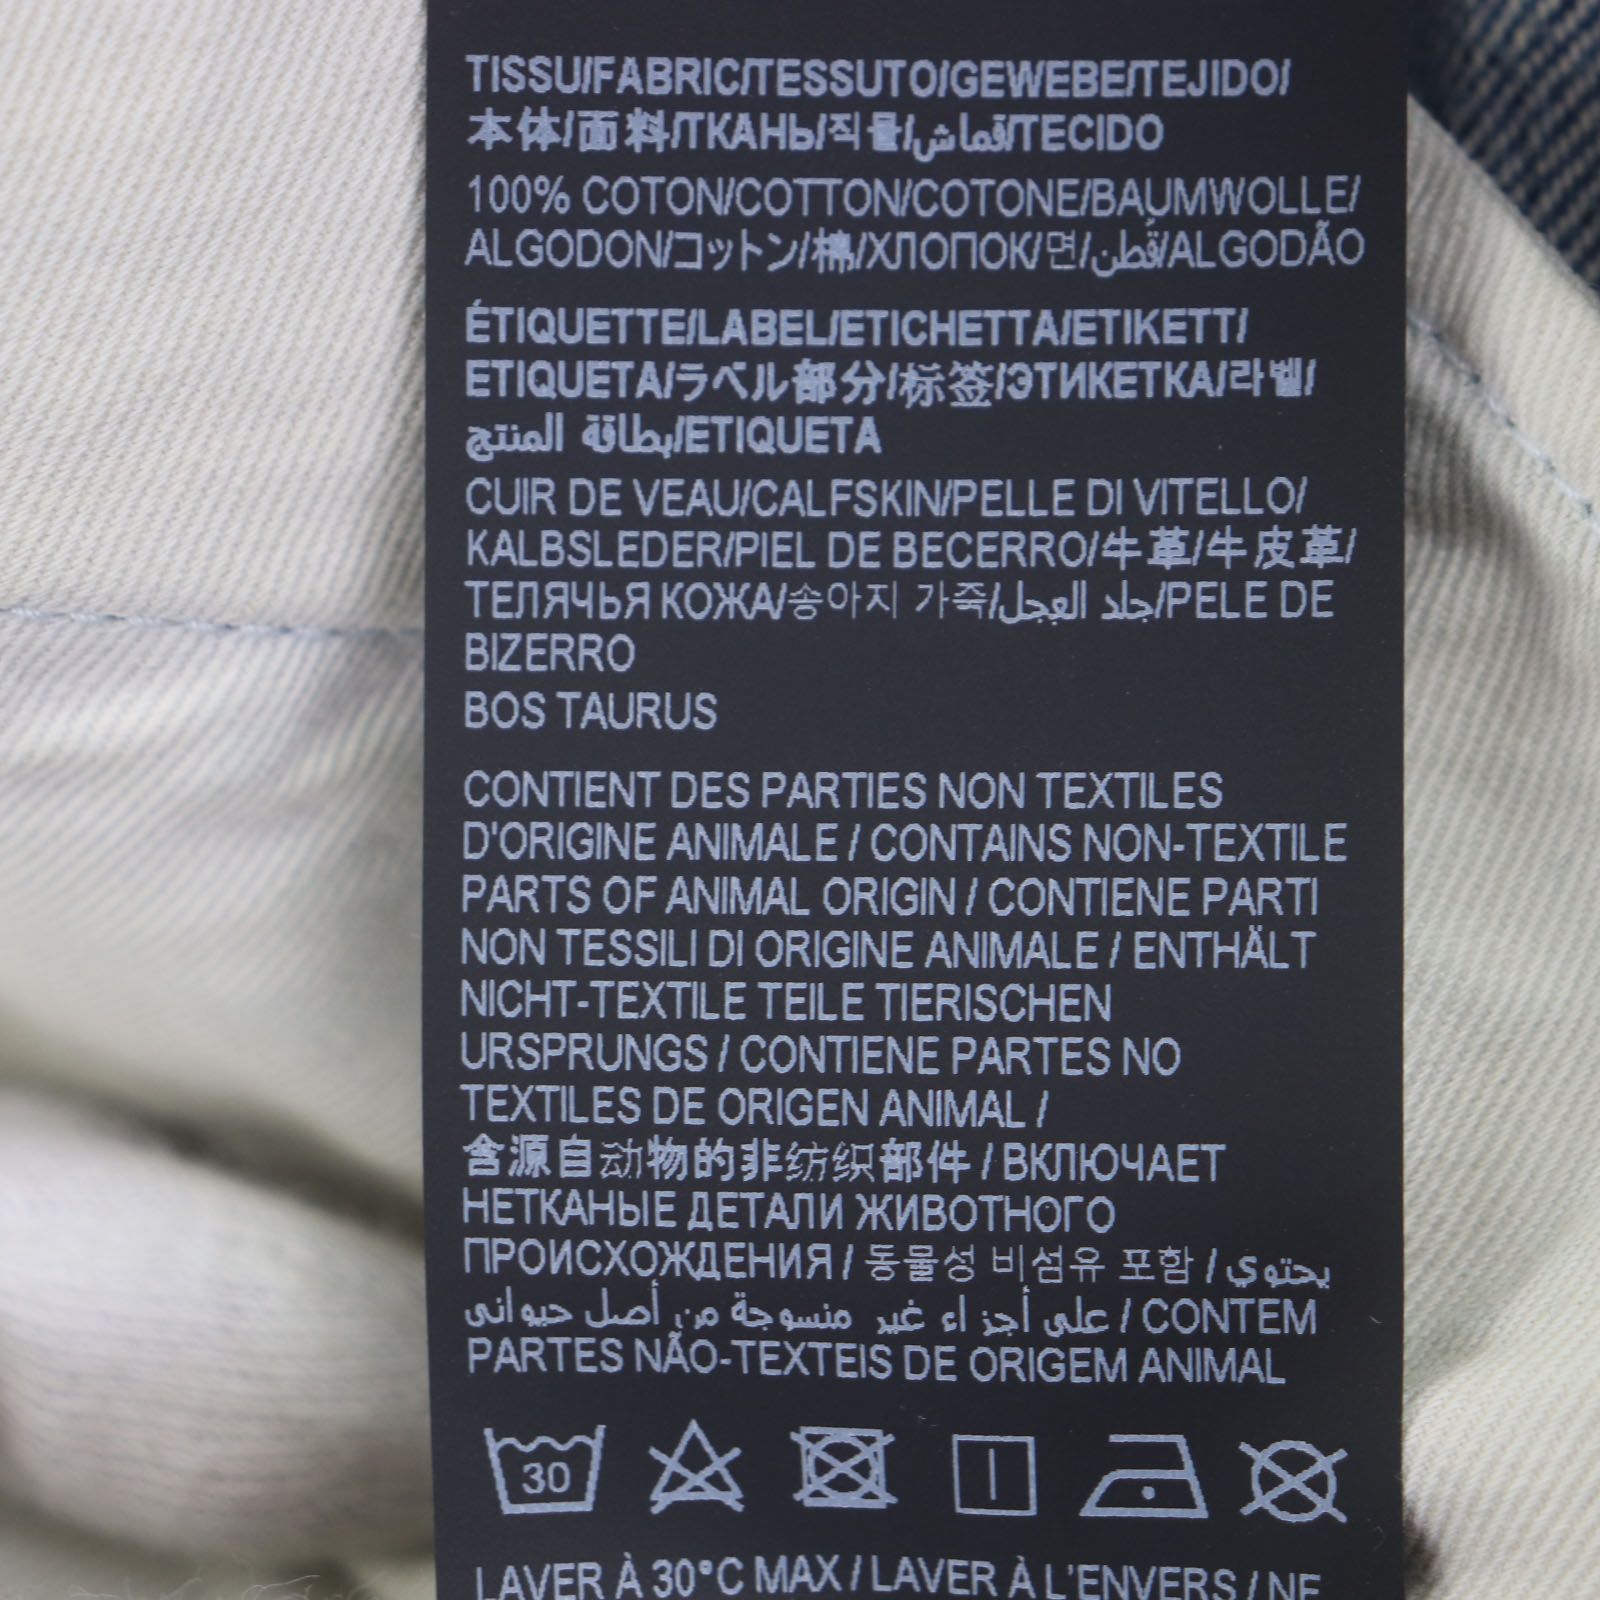 TISSU/FABRIC/TESSUTO/GEWEBE/TEJIDO/
本体/面料/ТКАНЬ/직물/قماش/TECIDO
100% COTON/COTTON/COTONE/BAUMWOLLE/
ALGODON/コットン/棉/ХЛОПОК/면/قُطن/ALGODÃO
ÉTIQUETTE/LABEL/ETICHETTA/ETIKETT/
ETIQUETA/ラベル部分/标签/ЭТИКЕТКА/라벨/
بطاقة المنتج/ETIQUETA
CUIR DE VEAU/CALFSKIN/PELLE DI VITELLO/
KALBSLEDER/PIEL DE BECERRO/牛革/牛皮革/
ТЕЛЯЧЬЯ КОЖА/송아지 가죽/جلد العجل/PELE DE
BIZERRO
BOS TAURUS
CONTIENT DES PARTIES NON TEXTILES
D'ORIGINE ANIMALE / CONTAINS NON-TEXTILE
PARTS OF ANIMAL ORIGIN / CONTIENE PARTI
NON TESSILI DI ORIGINE ANIMALE / ENTHÄLT
NICHT-TEXTILE TEILE TIERISCHEN
URSPRUNGS / CONTIENE PARTES NO
TEXTILES DE ORIGEN ANIMAL /
含源自动物的非纺织部件 / ВКЛЮЧАЕТ
НЕТКАНЫЕ ДЕТАЛИ ЖИВОТНОГО
ПРОИСХОЖДЕНИЯ / 동물성 비섬유 포함 / يحتوي
على أجزاء غير منسوجة من أصل حيواني / CONTEM
PARTES NÃO-TEXTEIS DE ORIGEM ANIMAL
30
LAVER À 30°C MAX / LAVER À L'ENVERS / NE